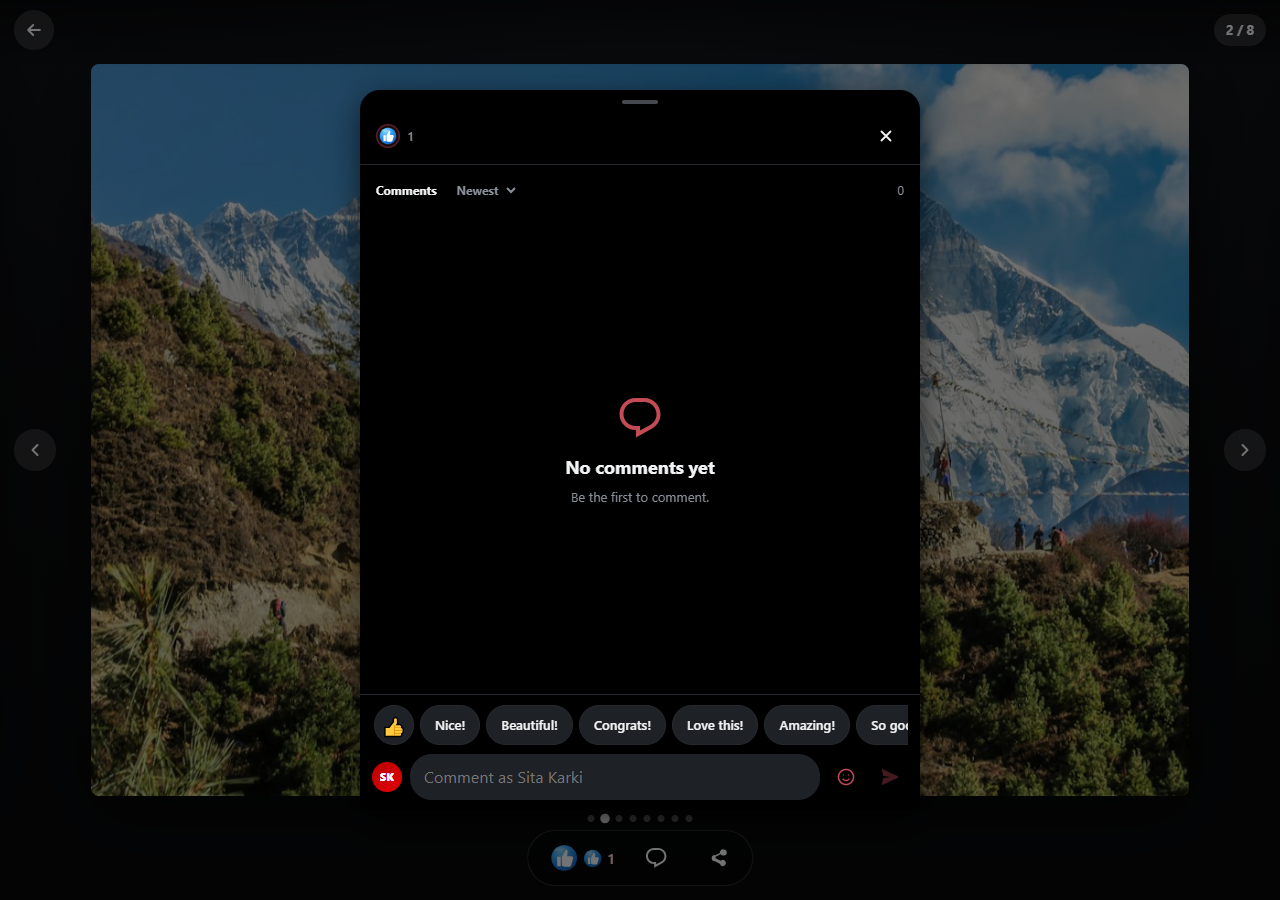 2 / 8
1
Comments Newest 0
No comments yet
Be the first to comment.
Nice! Beautiful! Congrats! Love this! Amazing!
SK Comment as Sita Karki
1